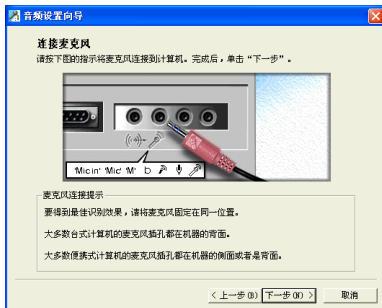 音频设置向导
连接麦克风
请按下图的指示将麦克风连接到计算机。完成后，单击“下一步”。
'Mic in' 'Mic' 'M'
麦克风连接提示
要得到最佳识别效果，请将麦克风固定在同一位置。
大多数台式计算机的麦克风插孔都在机器的背面。
大多数便携式计算机的麦克风插孔都在机器的侧面或者是背面。
< 上一步(B) 下一步(N) > 取消